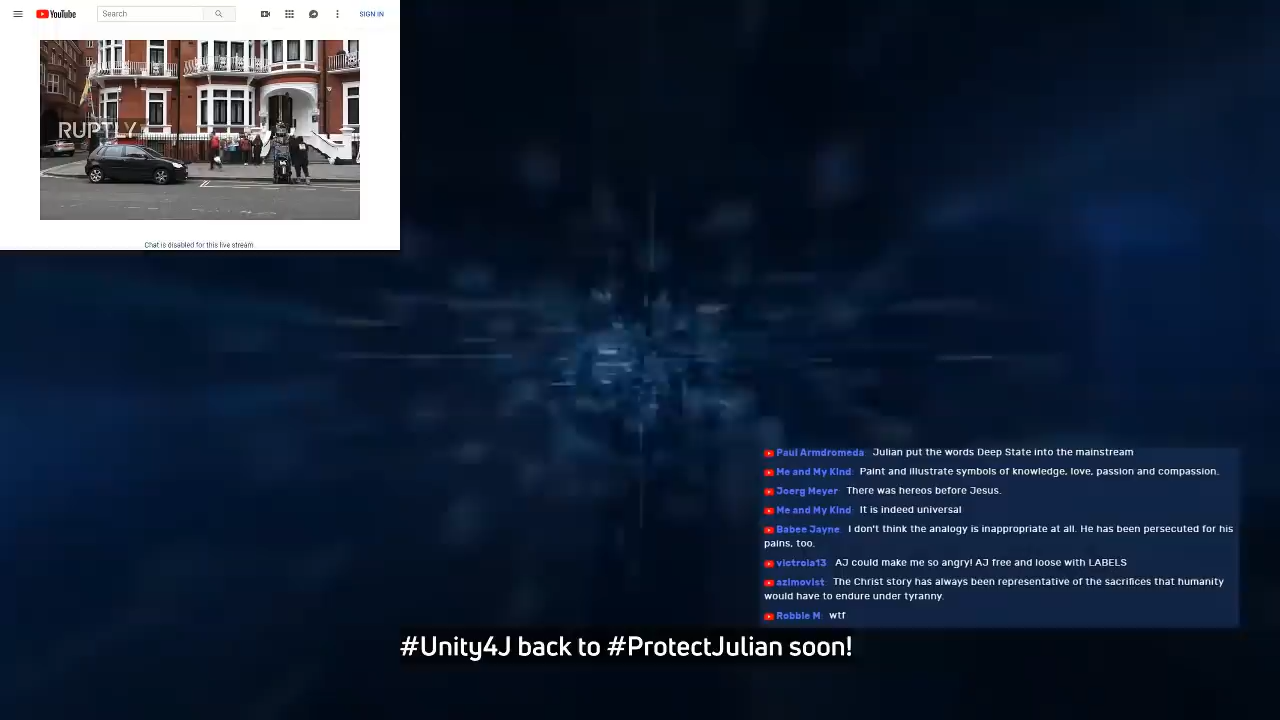 YouTube
Search
SIGN IN
RUPTLY
Chat is disabled for this live stream
Paul Armdromeda: Julian put the words Deep State into the mainstream
Me and My Kind: Paint and illustrate symbols of knowledge, love, passion and compassion.
Joerg Meyer There was hereos before Jesus.
Me and My Kind It is indeed universal
Babee Jayne: I don't think the analogy is inappropriate at all. He has been persecuted for his
pains, too.
victrola13 AJ could make me so angry! AJ free and loose with LABELS
azimovist: The Christ story has always been representative of the sacrifices that humanity
would have to endure under tyranny.
Robbie M: wtf
#Unity4J back to #ProtectJulian soon!